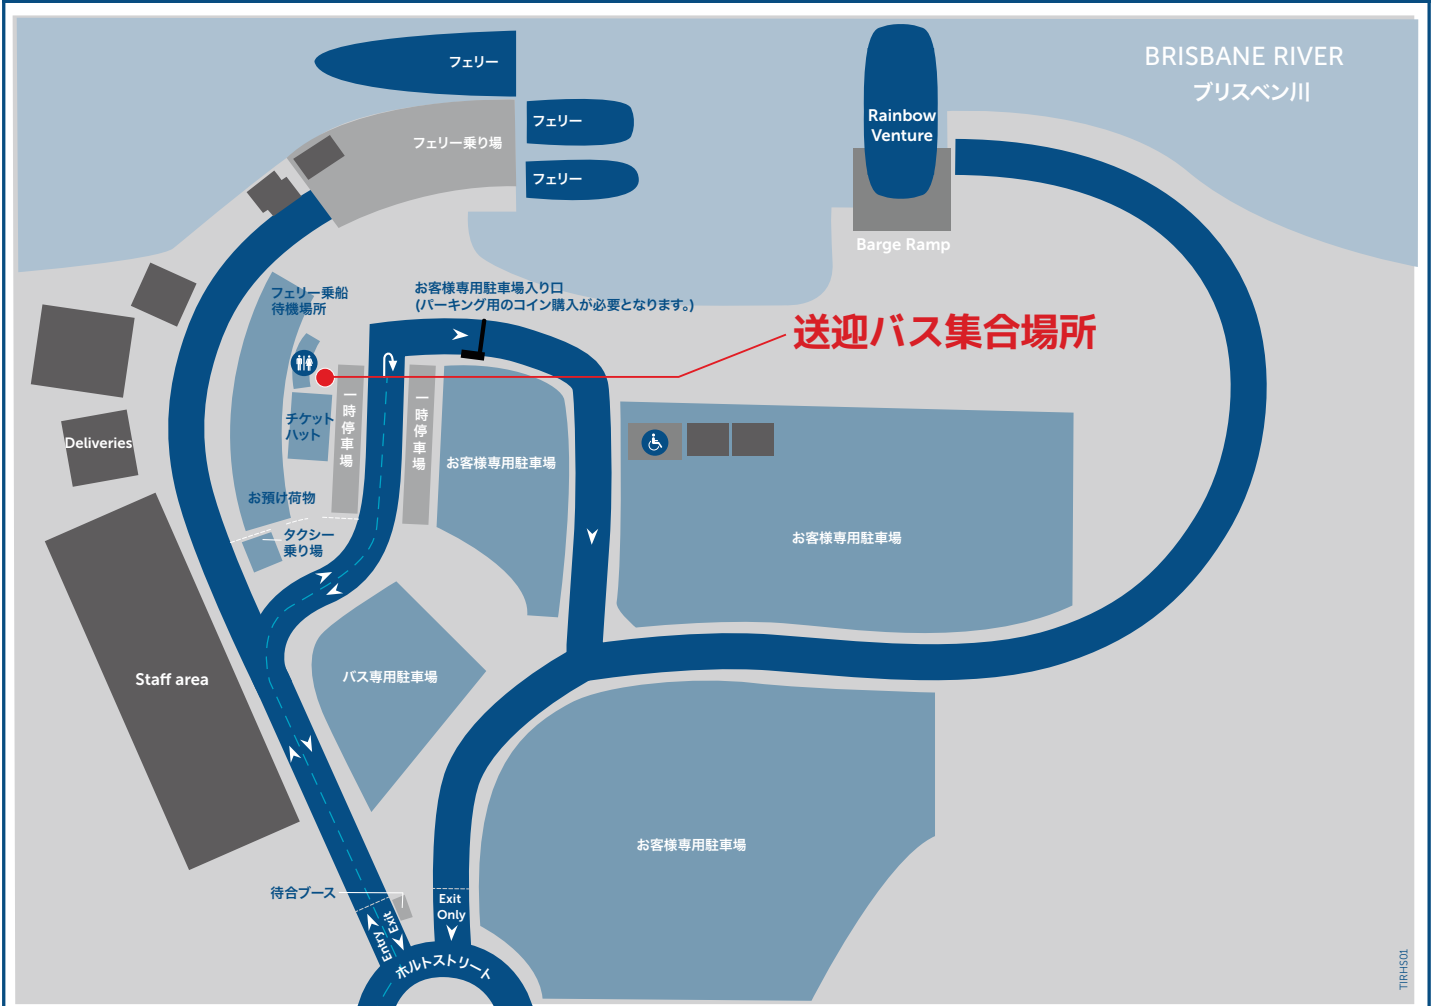 BRISBANE RIVER
ブリスベン川
フェリー
フェリー
フェリー
フェリー乗り場
Rainbow
Venture
Barge Ramp
フェリー乗船
待機場所
お客様専用駐車場入り口
(パーキング用のコイン購入が必要となります。)
送迎バス集合場所
チケット
ハット
一時停車場
一時停車場
Deliveries
お客様専用駐車場
お客様専用駐車場
お預け荷物
タクシー
乗り場
Staff area
バス専用駐車場
お客様専用駐車場
待合ブース
Exit
Only
Entry
Exit
ホルトストリート
TIRHS01